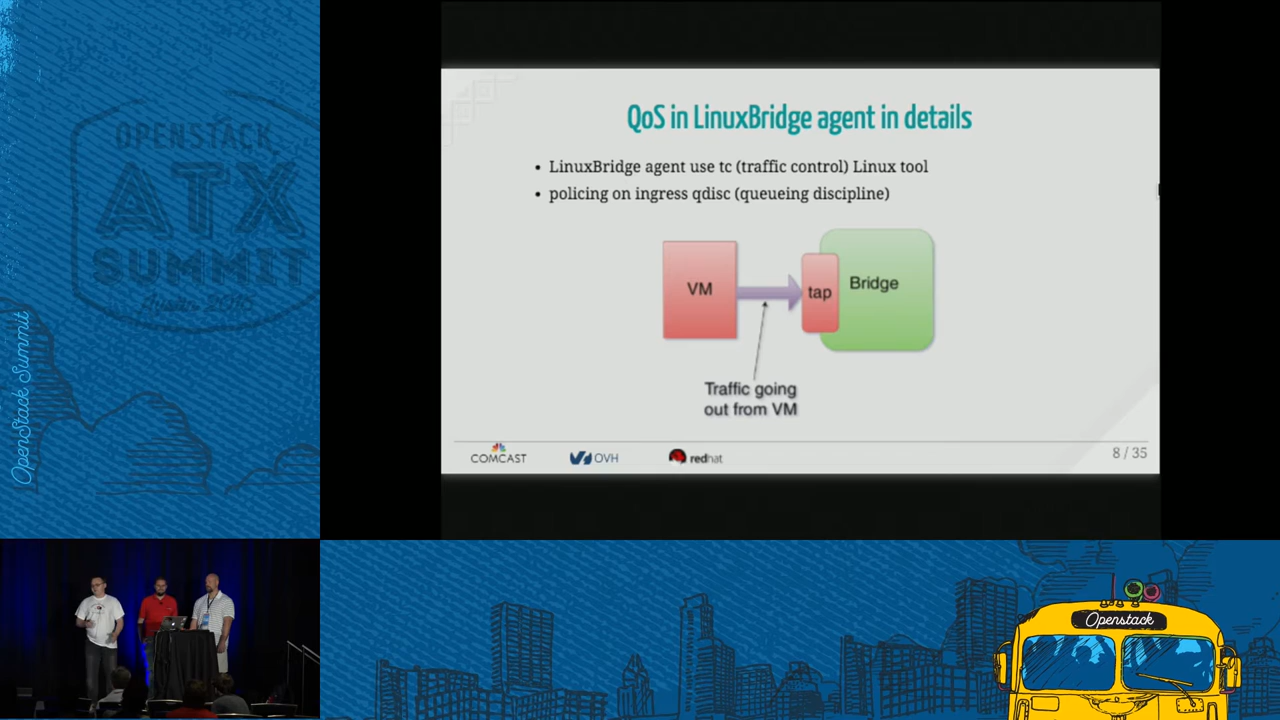 OPENSTACK
ATX
SUMMIT
Austin 2016
OpenStack Summit
QoS in LinuxBridge agent in details
• LinuxBridge agent use tc (traffic control) Linux tool
• policing on ingress qdisc (queueing discipline)
VM
tap
Bridge
Traffic going
out from VM
COMCAST
OVH
redhat
8 / 35
Openstack